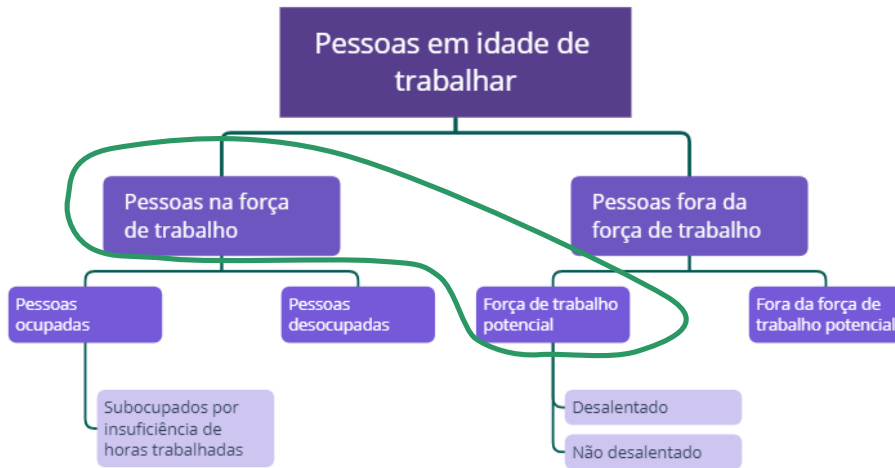 Pessoas em idade de
trabalhar
Pessoas na força
de trabalho
Pessoas fora da
força de trabalho
Pessoas
ocupadas
Pessoas
desocupadas
Força de trabalho
potencial
Fora da força de
trabalho potencial
Subocupados por
insuficiência de
horas trabalhadas
Desalentado
Não desalentado